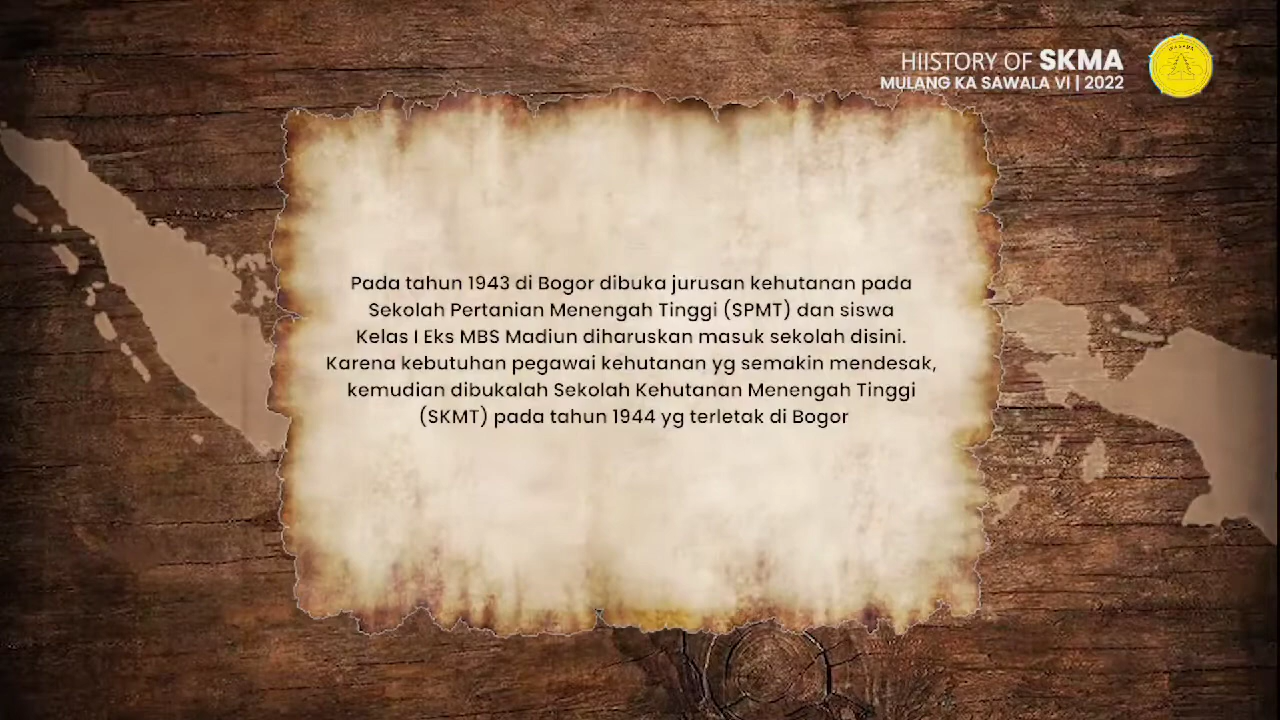 HIISTORY OF SKMA
MULANG KA SAWALA VI | 2022
Pada tahun 1943 di Bogor dibuka jurusan kehutanan pada
Sekolah Pertanian Menengah Tinggi (SPMT) dan siswa
Kelas I Eks MBS Madiun diharuskan masuk sekolah disini.
Karena kebutuhan pegawai kehutanan yg semakin mendesak,
kemudian dibukalah Sekolah Kehutanan Menengah Tinggi
(SKMT) pada tahun 1944 yg terletak di Bogor